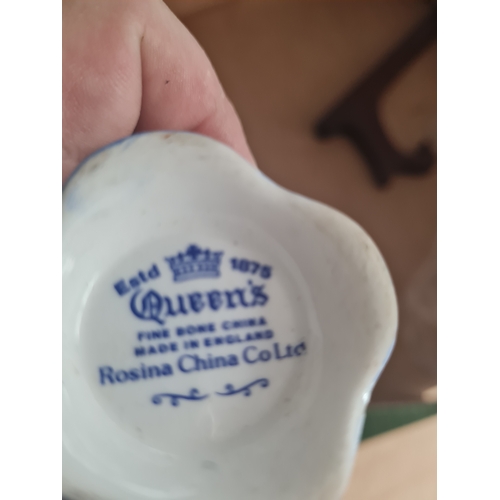 Estd 1875
Queen's
FINE BONE CHINA
MADE IN ENGLAND
Rosina China Co Ltd